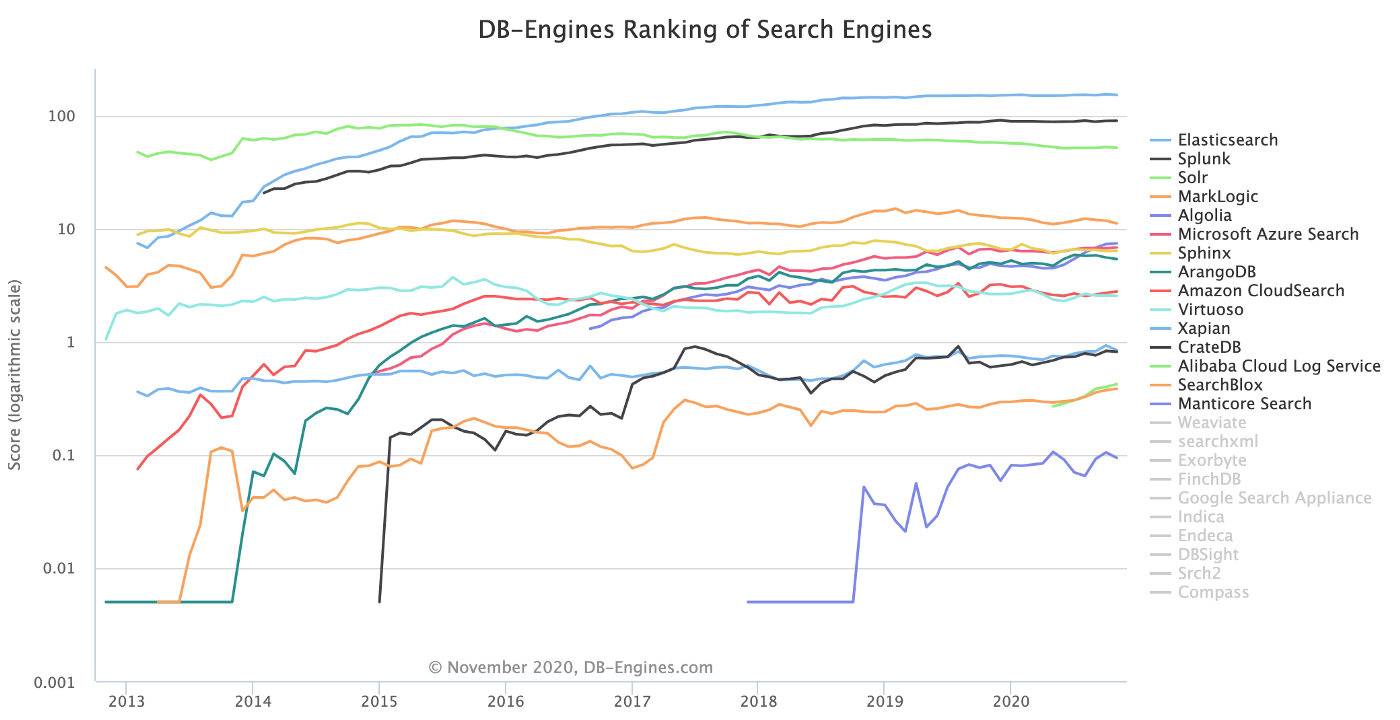 DB-Engines Ranking of Search Engines
Score (logarithmic scale)
100
10
1
0.1
0.01
0.001
2013
2014
2015
2016
2017
2018
2019
2020
© November 2020, DB-Engines.com
Elasticsearch
Splunk
Solr
MarkLogic
Algolia
Microsoft Azure Search
Sphinx
ArangoDB
Amazon CloudSearch
Virtuoso
Xapian
CrateDB
Alibaba Cloud Log Service
SearchBlox
Manticore Search
Weaviate
searchxml
Exorbyte
FinchDB
Google Search Appliance
Indica
Endeca
DBSight
Srch2
Compass